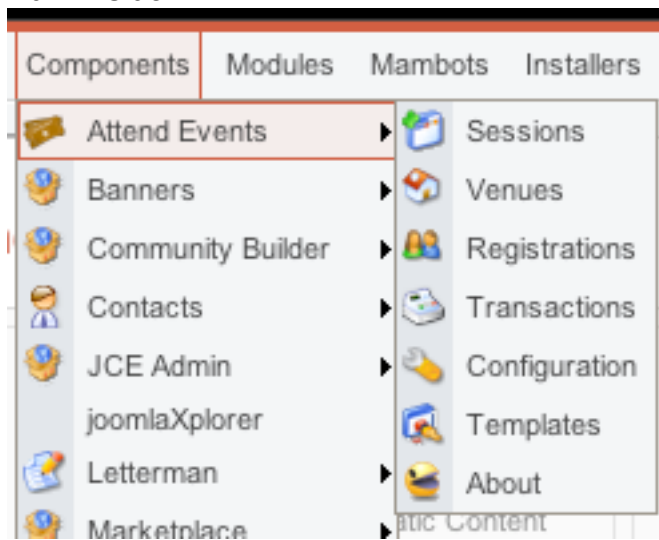 Components Modules Mambots Installers
Attend Events
Banners
Community Builder
Contacts
JCE Admin
joomlaXplorer
Letterman
Marketplace
Sessions
Venues
Registrations
Transactions
Configuration
Templates
About
Content